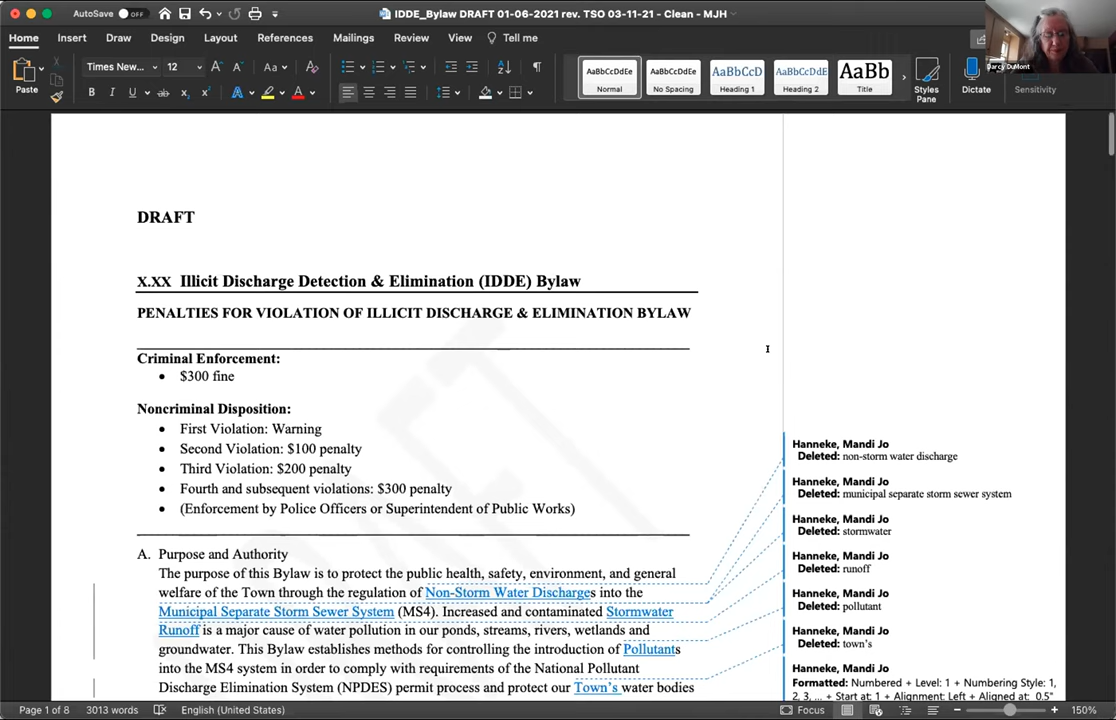 AutoSave OFF
IDDE_Bylaw DRAFT 01-06-2021 rev. TSO 03-11-21 - Clean - MJH
Home Insert Draw Design Layout References Mailings Review View Tell me
Darcy DuMont
Paste
Times New... 12
Aa
B I U ab x₂ x² A A
AaBbCcDdEe
Normal
AaBbCcDdEe
No Spacing
AaBbCcD
Heading 1
AaBbCcDdE
Heading 2
AaBb
Title
Styles
Pane
Dictate
Sensitivity
DRAFT
X.XX Illicit Discharge Detection & Elimination (IDDE) Bylaw
PENALTIES FOR VIOLATION OF ILLICIT DISCHARGE & ELIMINATION BYLAW
Criminal Enforcement:
• $300 fine
Noncriminal Disposition:
• First Violation: Warning
• Second Violation: $100 penalty
• Third Violation: $200 penalty
• Fourth and subsequent violations: $300 penalty
• (Enforcement by Police Officers or Superintendent of Public Works)
A. Purpose and Authority
The purpose of this Bylaw is to protect the public health, safety, environment, and general
welfare of the Town through the regulation of Non-Storm Water Discharges into the
Municipal Separate Storm Sewer System (MS4). Increased and contaminated Stormwater
Runoff is a major cause of water pollution in our ponds, streams, rivers, wetlands and
groundwater. This Bylaw establishes methods for controlling the introduction of Pollutants
into the MS4 system in order to comply with requirements of the National Pollutant
Discharge Elimination System (NPDES) permit process and protect our Town's water bodies
Hanneke, Mandi Jo
Deleted: non-storm water discharge
Hanneke, Mandi Jo
Deleted: municipal separate storm sewer system
Hanneke, Mandi Jo
Deleted: stormwater
Hanneke, Mandi Jo
Deleted: runoff
Hanneke, Mandi Jo
Deleted: pollutant
Hanneke, Mandi Jo
Deleted: town's
Hanneke, Mandi Jo
Formatted: Numbered + Level: 1 + Numbering Style: 1,
2, 3, ... + Start at: 1 + Alignment: Left + Aligned at: 0.5"
DRAFT
Page 1 of 8 3013 words English (United States) Focus 150%